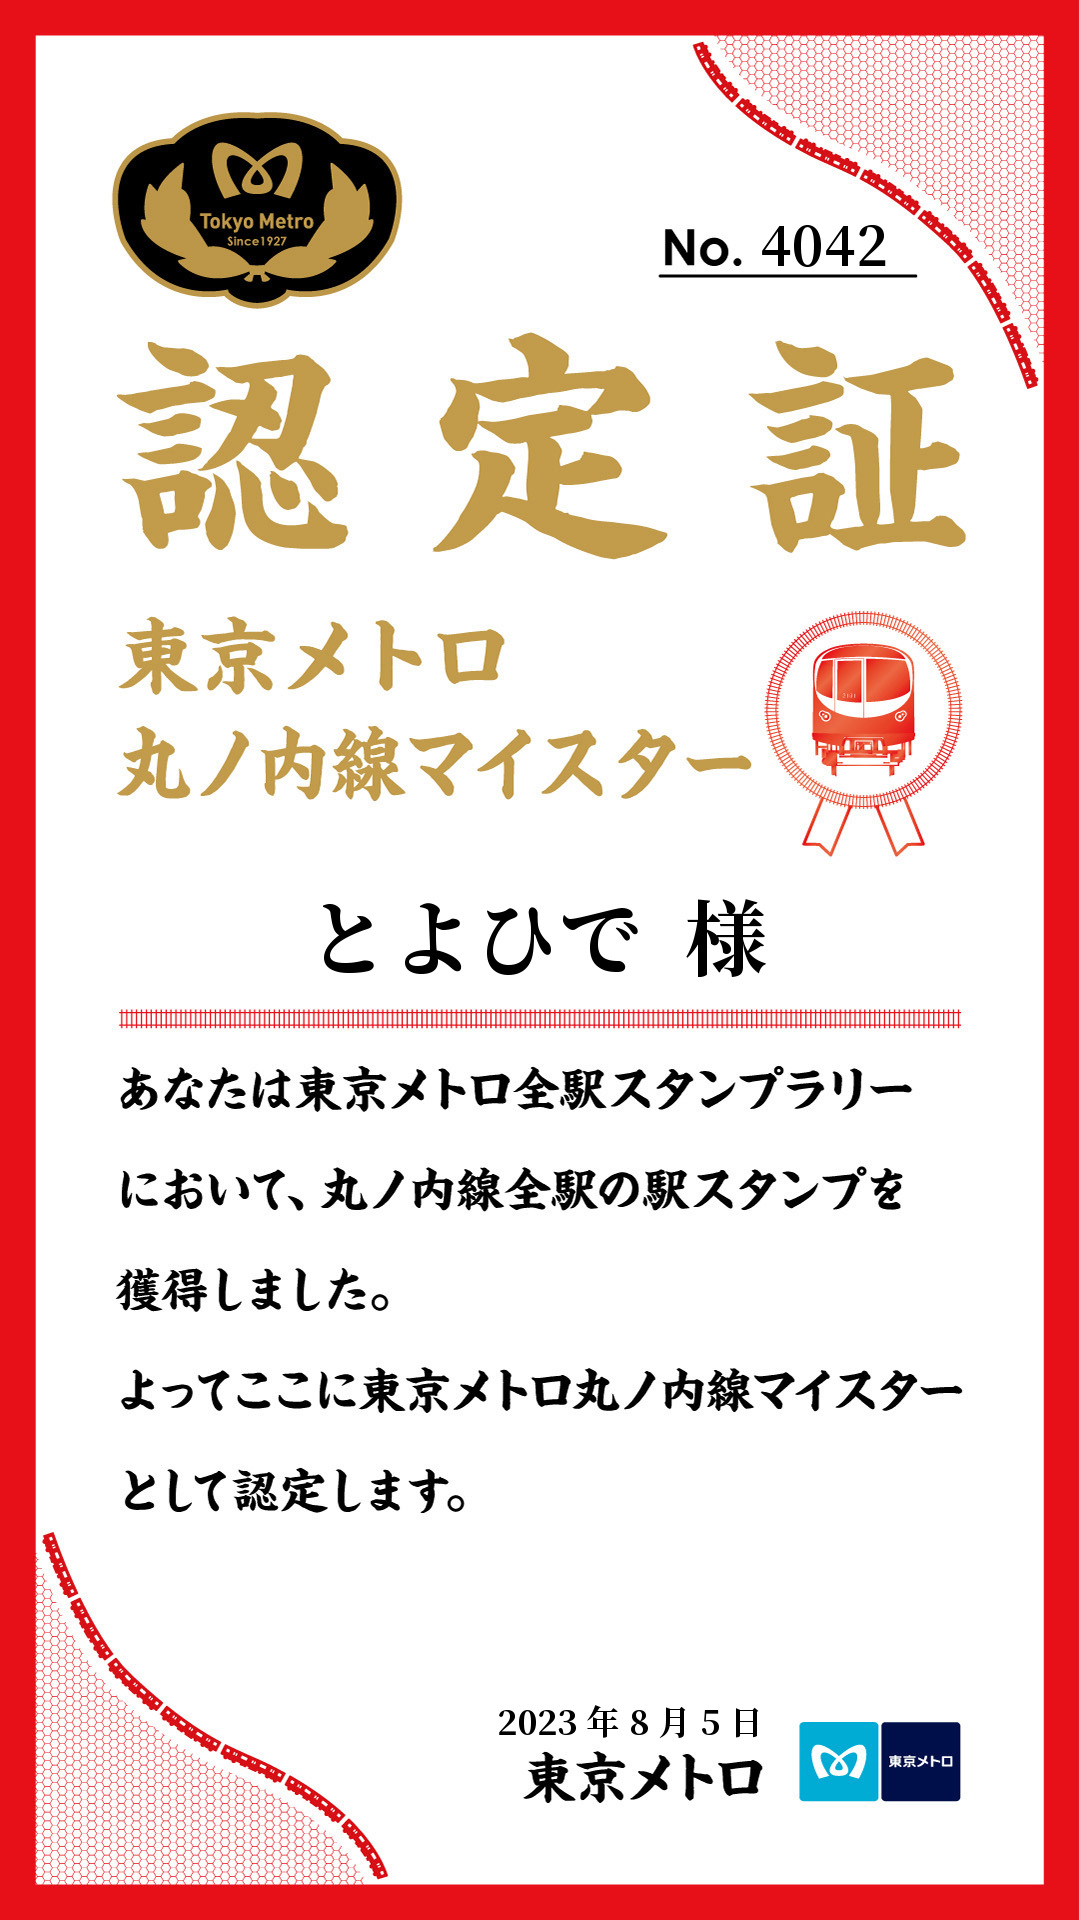 Tokyo Metro
Since1927
No. 4042
認定証
東京メトロ
丸ノ内線マイスター
とよひで 様
あなたは東京メトロ全駅スタンプラリー
において、丸ノ内線全駅の駅スタンプを
獲得しました。
よってここに東京メトロ丸ノ内線マイスター
として認定します。
2023年8月5日
東京メトロ
東京メトロ